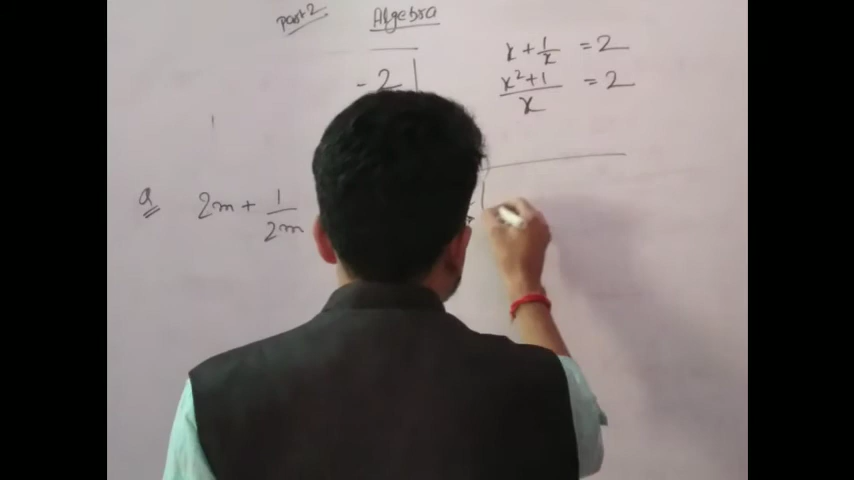 Part 2
Algebra
- 2
x + 1/x = 2
x² + 1 / x = 2
Q 2m + 1/2m